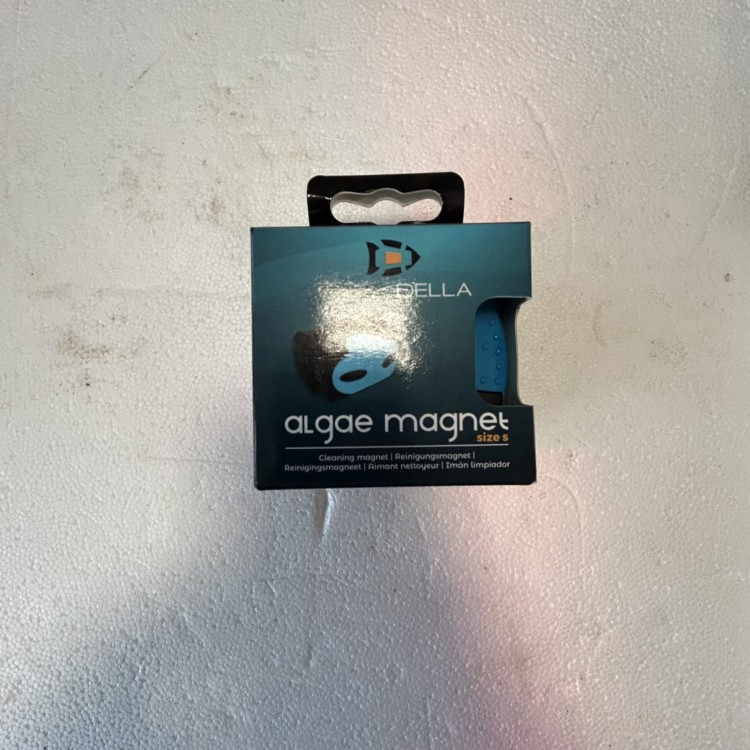 DELLA
algae magnet
size s
Cleaning magnet | Reinigungsmagnet |
Reinigingsmagneet | Aimant nettoyeur | Imán limpiador